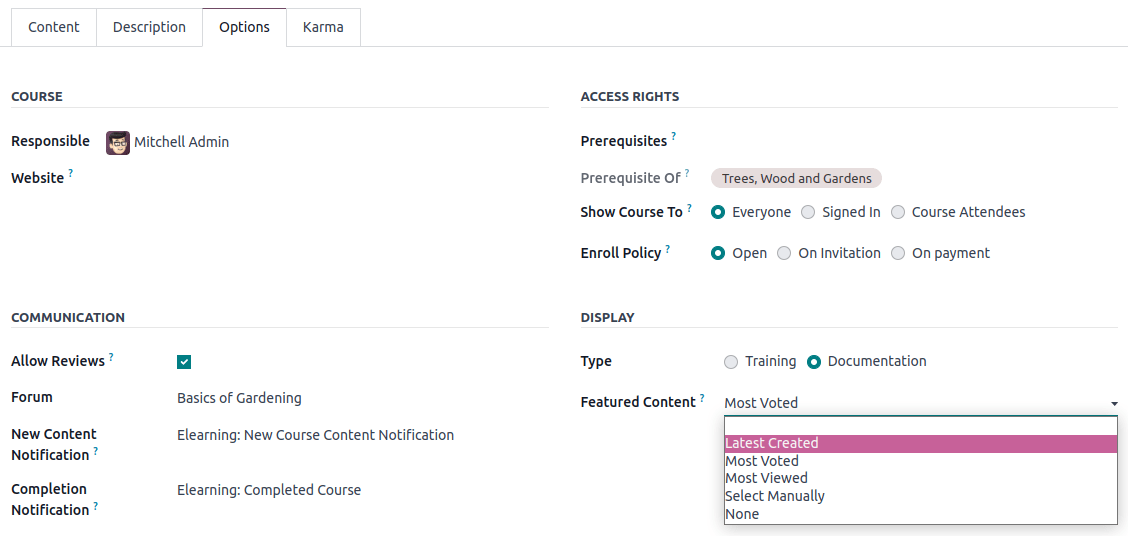 Content Description Options Karma
COURSE
Responsible Mitchell Admin
Website ?
ACCESS RIGHTS
Prerequisites ?
Prerequisite Of ? Trees, Wood and Gardens
Show Course To ? Everyone Signed In Course Attendees
Enroll Policy ? Open On Invitation On payment
COMMUNICATION
Allow Reviews ?
Forum Basics of Gardening
New Content
Notification ?
Elearning: New Course Content Notification
Completion
Notification ?
Elearning: Completed Course
DISPLAY
Type Training Documentation
Featured Content ? Most Voted
Latest Created
Most Voted
Most Viewed
Select Manually
None